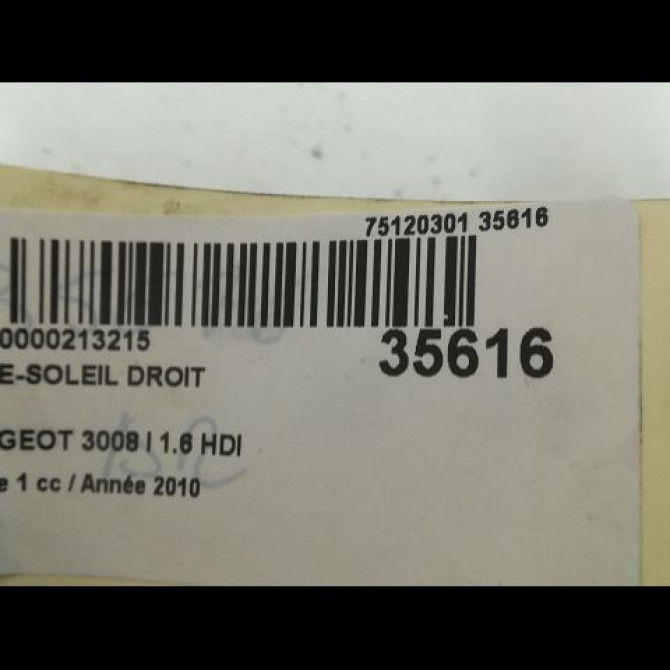 75120301 35616
0000213215
35616
E-SOLEIL DROIT
GEOT 3008 I 1.6 HDI
e 1 cc / Année 2010